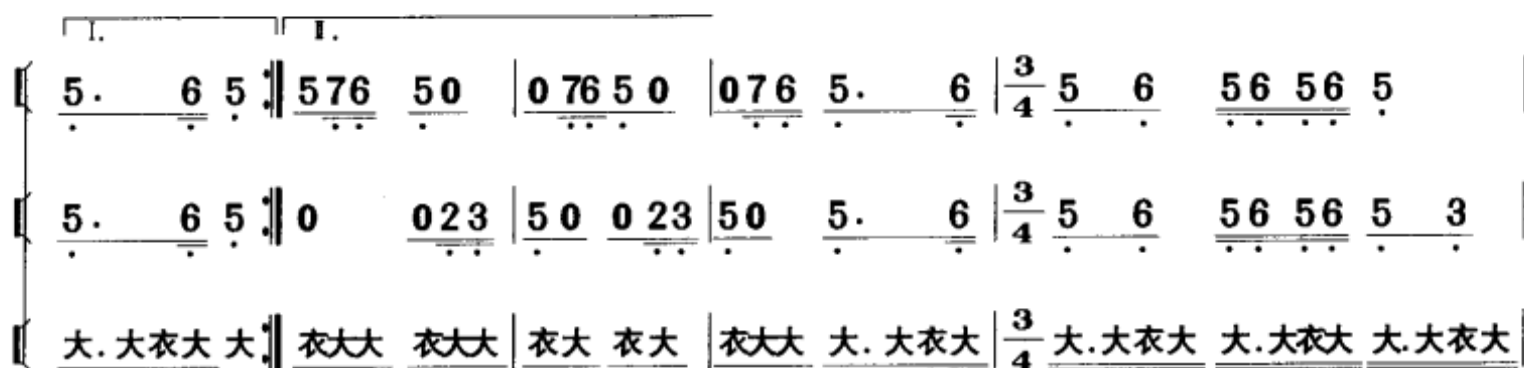 I. II.
5. 6 5 :‖ 576 50 | 0 76 5 0 | 076 5. 6 | 3/4 5 6 56 56 5 |
5. 6 5 :‖ 0 023 | 50 023 | 50 5. 6 | 3/4 5 6 56 56 5 3 |
大.大衣大 大 :‖ 衣大大 衣大大 | 衣大 衣大 | 衣大大 大.大衣大 | 3/4 大.大衣大 大.大衣大 大.大衣大 |